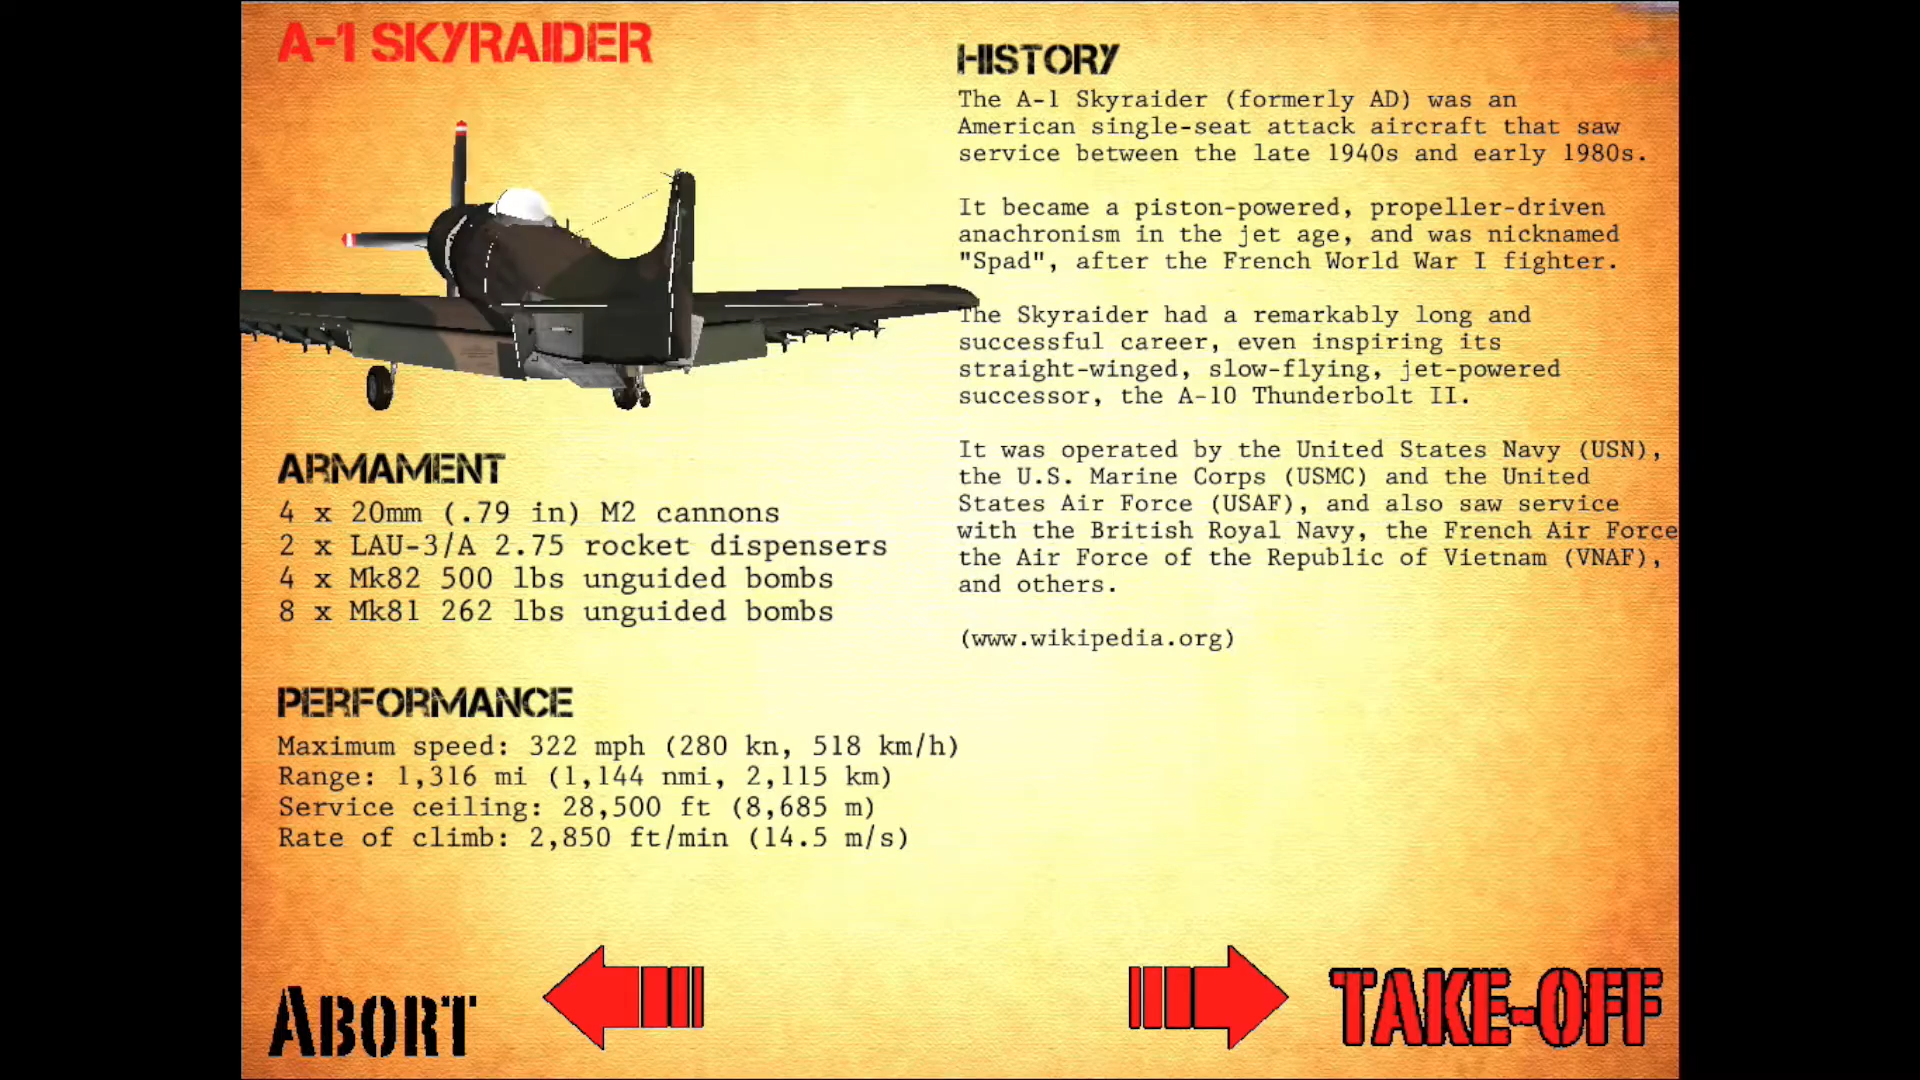 A-1 SKYRAIDER
ARMAMENT
4 x 20mm (.79 in) M2 cannons
2 x LAU-3/A 2.75 rocket dispensers
4 x Mk82 500 lbs unguided bombs
8 x Mk81 262 lbs unguided bombs
PERFORMANCE
Maximum speed: 322 mph (280 kn, 518 km/h)
Range: 1,316 mi (1,144 nmi, 2,115 km)
Service ceiling: 28,500 ft (8,685 m)
Rate of climb: 2,850 ft/min (14.5 m/s)
HISTORY
The A-1 Skyraider (formerly AD) was an
American single-seat attack aircraft that saw
service between the late 1940s and early 1980s.
It became a piston-powered, propeller-driven
anachronism in the jet age, and was nicknamed
"Spad", after the French World War I fighter.
The Skyraider had a remarkably long and
successful career, even inspiring its
straight-winged, slow-flying, jet-powered
successor, the A-10 Thunderbolt II.
It was operated by the United States Navy (USN),
the U.S. Marine Corps (USMC) and the United
States Air Force (USAF), and also saw service
with the British Royal Navy, the French Air Force
the Air Force of the Republic of Vietnam (VNAF),
and others.
(www.wikipedia.org)
ABORT
TAKE-OFF